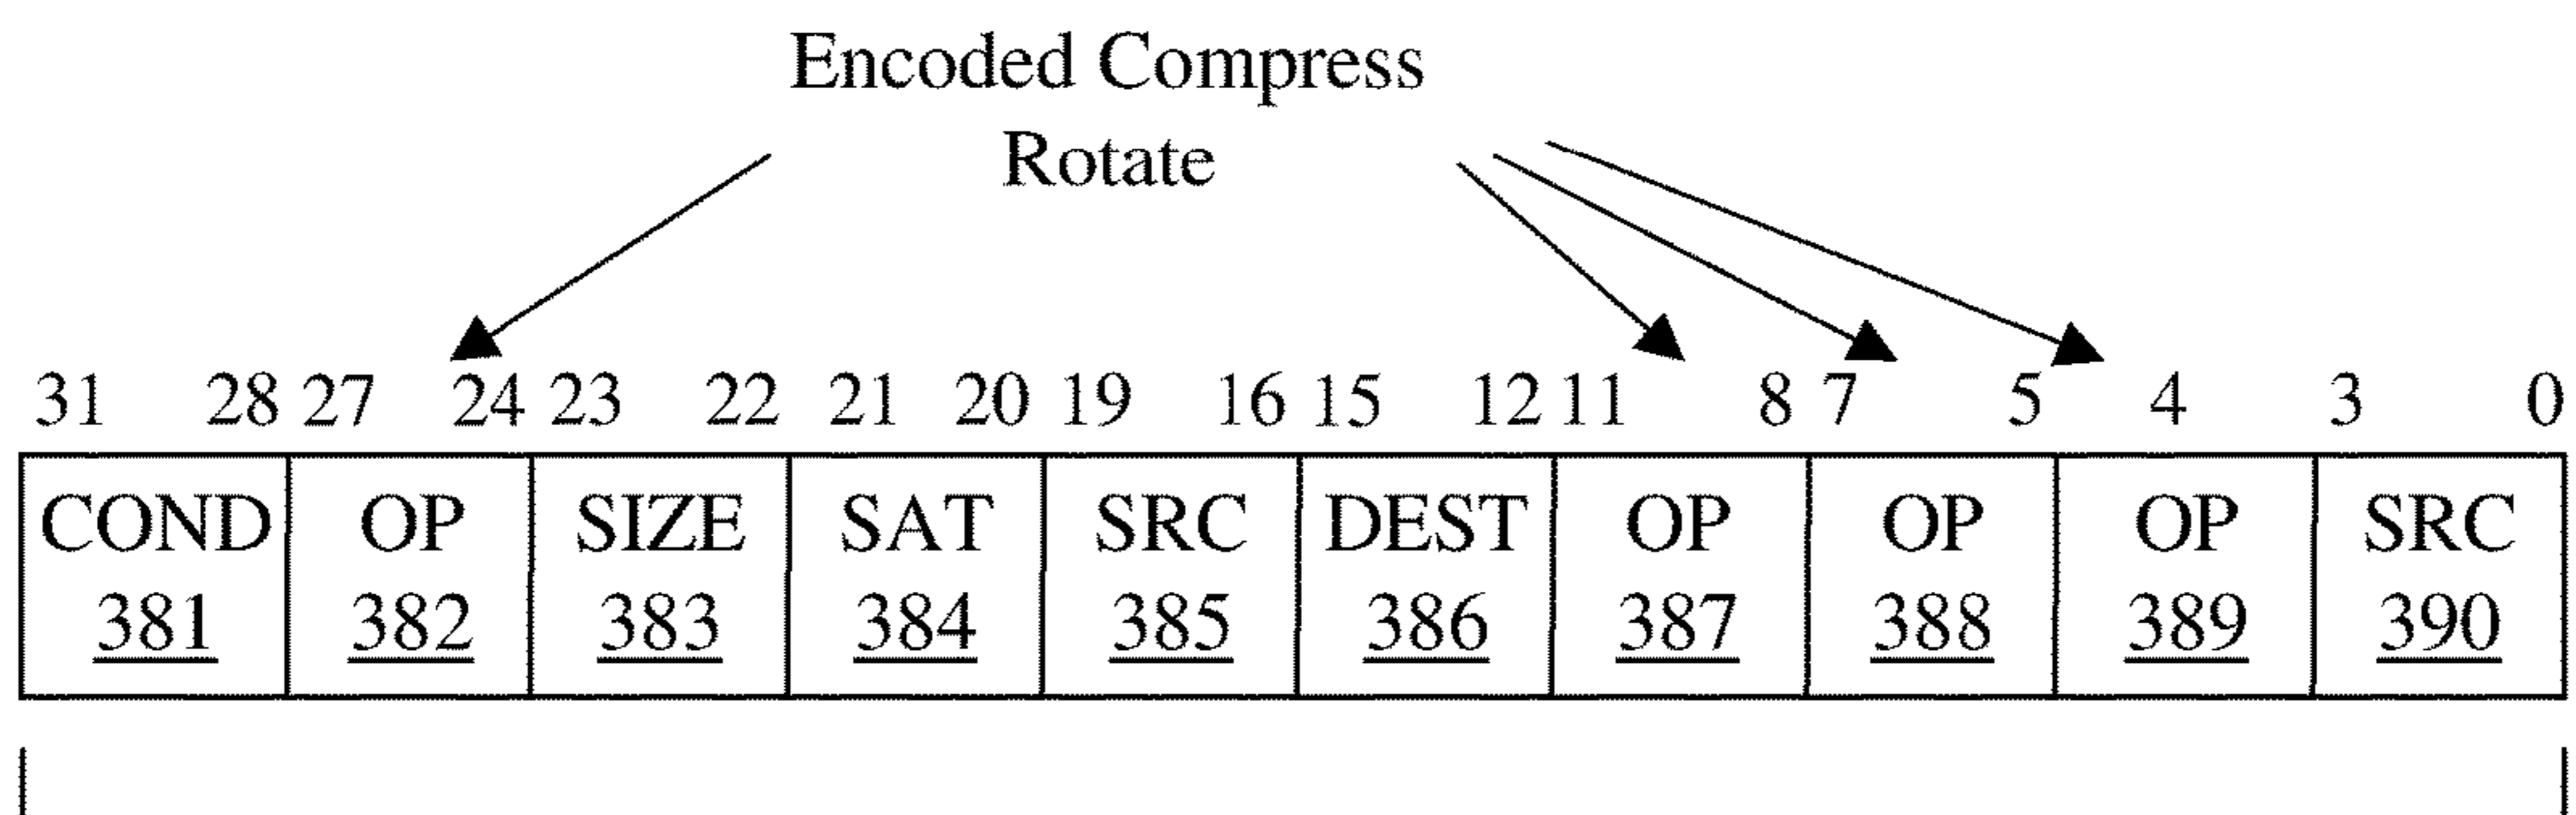 Encoded Compress
Rotate
31 28 27 24 23 22 21 20 19 16 15 12 11 8 7 5 4 3 0
COND OP SIZE SAT SRC DEST OP OP OP SRC
381 382 383 384 385 386 387 388 389 390